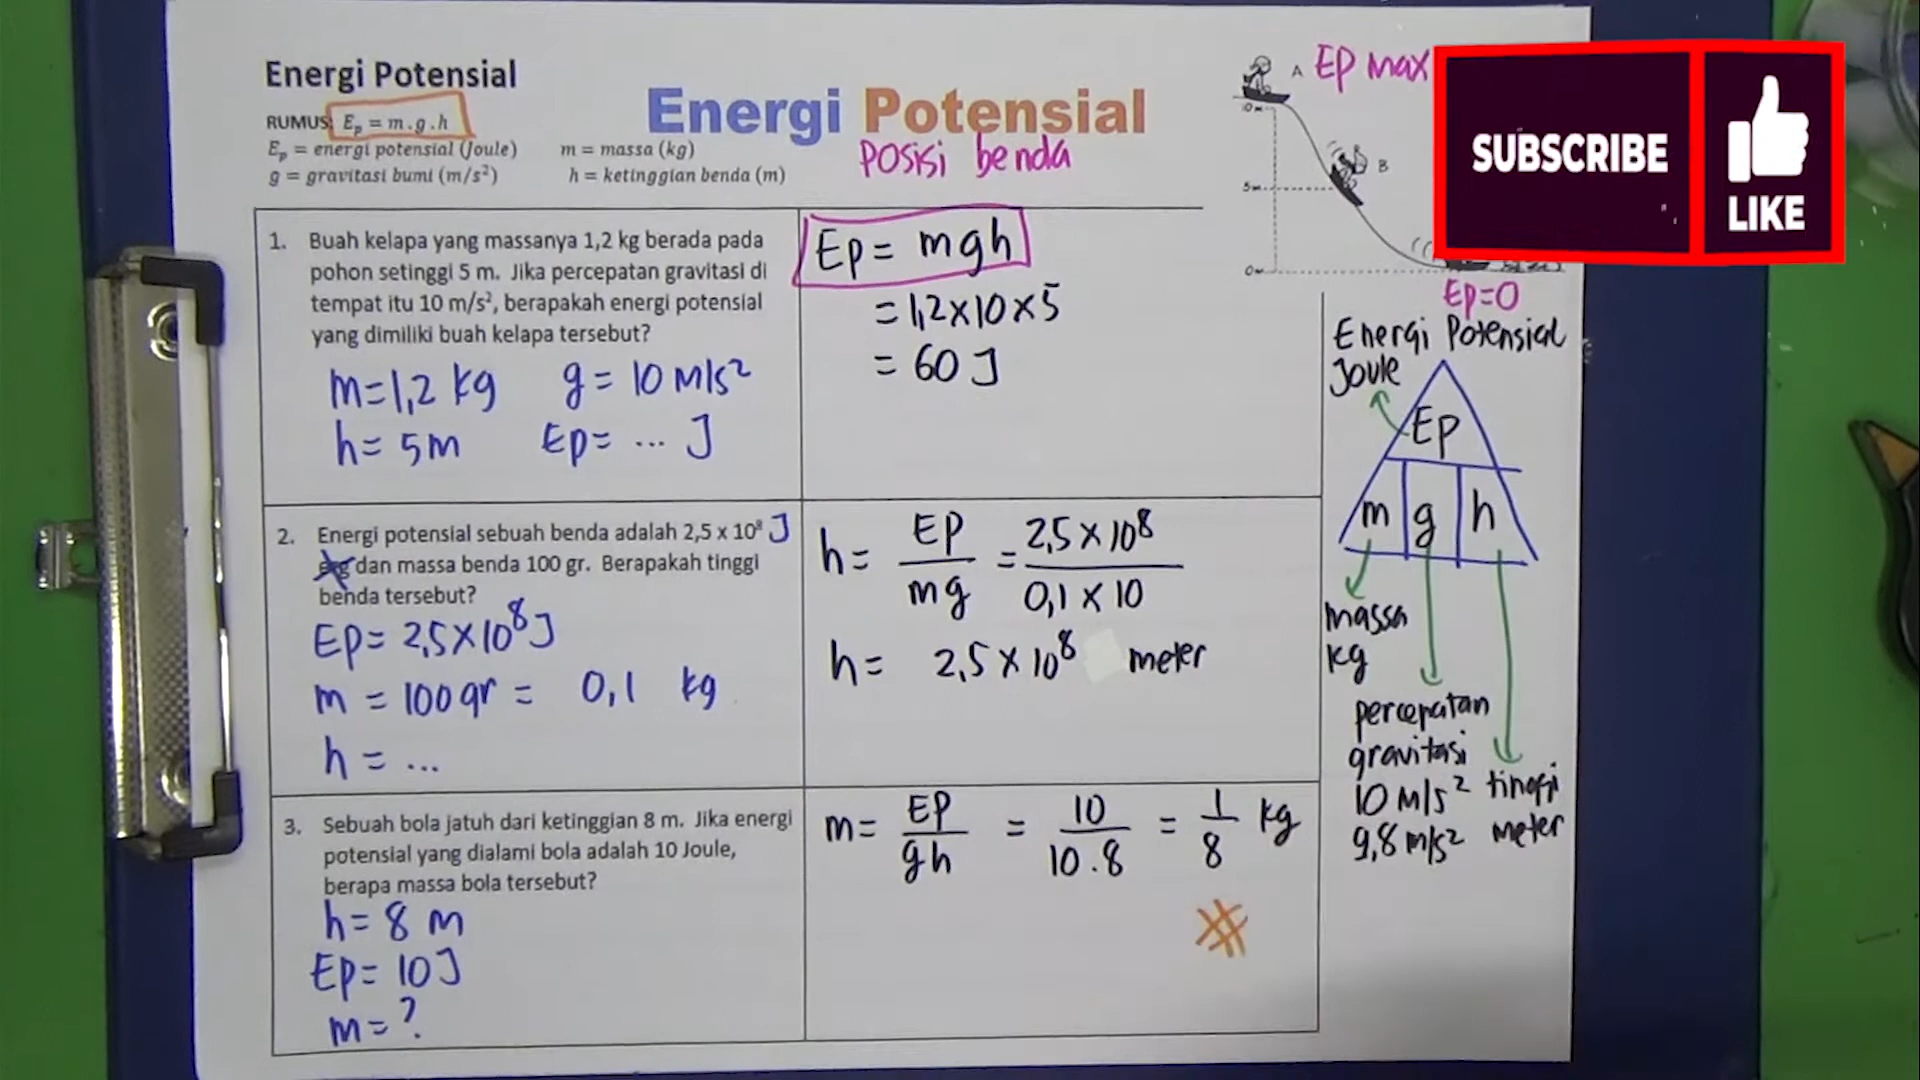 Energi Potensial
RUMUS: Eₚ = m . g . h
Eₚ = energi potensial (Joule)
m = massa (kg)
g = gravitasi bumi (m/s²)
h = ketinggian benda (m)
Energi Potensial
Posisi benda
A
EP max
10 m
B
5 m
0 m
Ep=0
SUBSCRIBE
LIKE
1. Buah kelapa yang massanya 1,2 kg berada pada
pohon setinggi 5 m. Jika percepatan gravitasi di
tempat itu 10 m/s², berapakah energi potensial
yang dimiliki buah kelapa tersebut?
m=1,2 kg g = 10 m/s²
h= 5m Ep= ... J
Ep= mgh
= 1,2×10×5
= 60 J
2. Energi potensial sebuah benda adalah 2,5 x 10⁸ J
erg dan massa benda 100 gr. Berapakah tinggi
benda tersebut?
EP= 2,5×10⁸ J
m = 100 gr = 0,1 kg
h = ...
h= EP/mg = 2,5×10⁸/0,1 × 10
h= 2,5 × 10⁸ meter
3. Sebuah bola jatuh dari ketinggian 8 m. Jika energi
potensial yang dialami bola adalah 10 Joule,
berapa massa bola tersebut?
h= 8 m
Ep= 10 J
m = ?
m= EP/gh = 10/10.8 = 1/8 kg
Energi Potensial
Joule
Ep
m g h
massa
kg
percepatan
gravitasi
10 m/s²
9,8 m/s²
tinggi
meter